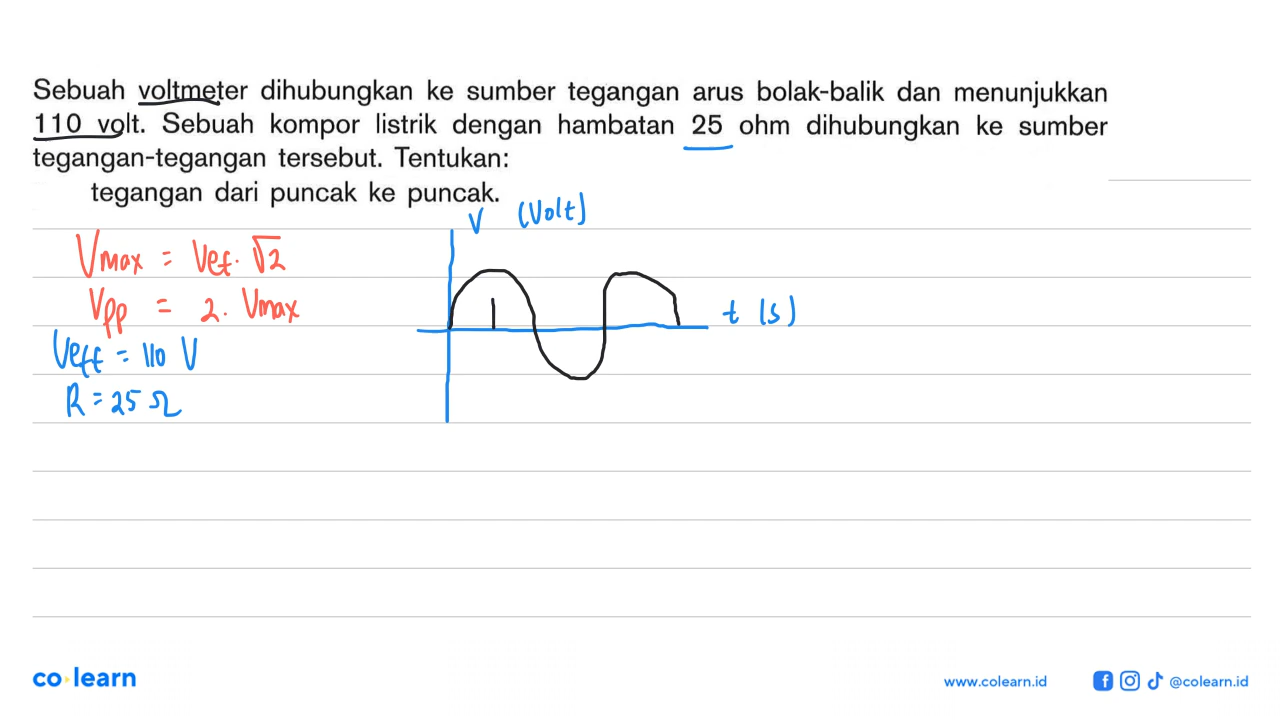 Sebuah voltmeter dihubungkan ke sumber tegangan arus bolak-balik dan menunjukkan
110 volt. Sebuah kompor listrik dengan hambatan 25 ohm dihubungkan ke sumber
tegangan-tegangan tersebut. Tentukan:
tegangan dari puncak ke puncak.
V (Volt)
Vmax = Vef. √2
Vpp = 2. Vmax
t (s)
Veff = 110 V
R = 25 Ω
co learn
www.colearn.id
@colearn.id